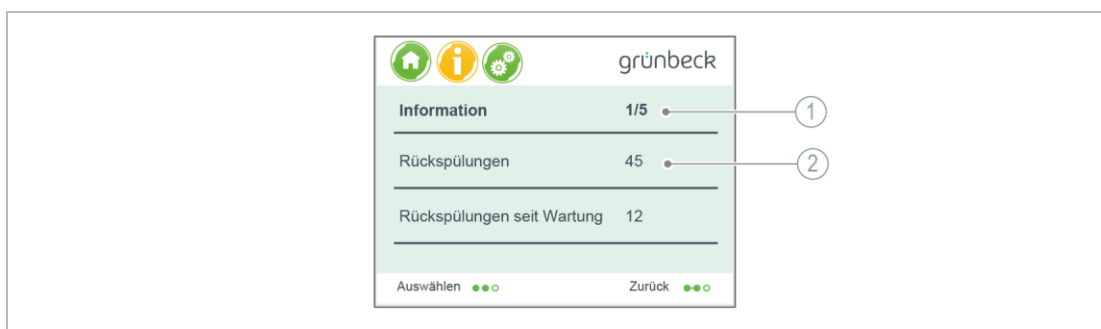 grünbeck
Information 1/5
1
Rückspülungen 45
2
Rückspülungen seit Wartung 12
Auswählen Zurück